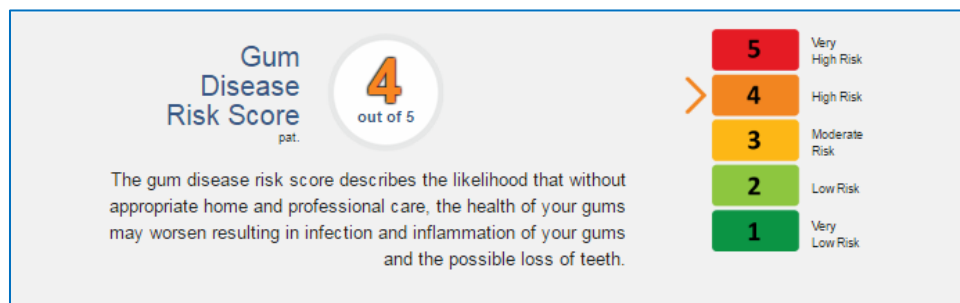 Gum
Disease
Risk Score
pat.
4
out of 5
The gum disease risk score describes the likelihood that without
appropriate home and professional care, the health of your gums
may worsen resulting in infection and inflammation of your gums
and the possible loss of teeth.
5
Very
High Risk
4
High Risk
3
Moderate
Risk
2
Low Risk
1
Very
Low Risk